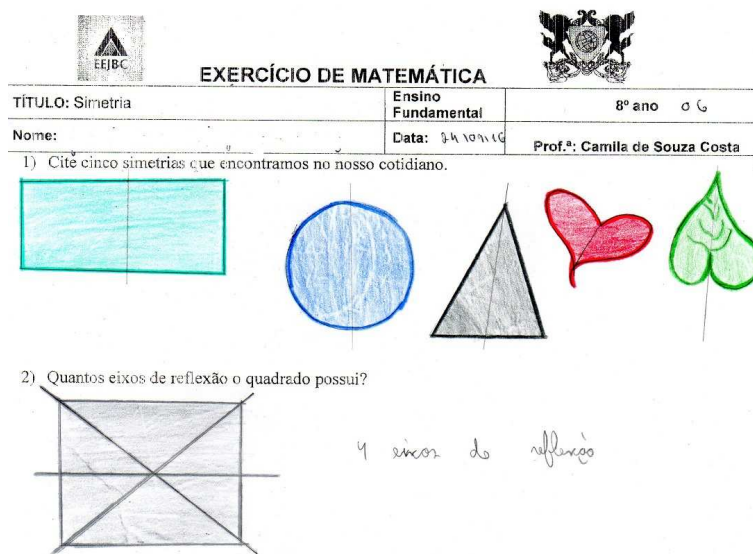 EEJBC
EXERCÍCIO DE MATEMÁTICA
TÍTULO: Simetria
Ensino Fundamental
8º ano 06
Nome:
Data: 24/09/16
Prof.ª: Camila de Souza Costa
1) Cite cinco simetrias que encontramos no nosso cotidiano.
2) Quantos eixos de reflexão o quadrado possui?
4 eixos de reflexão